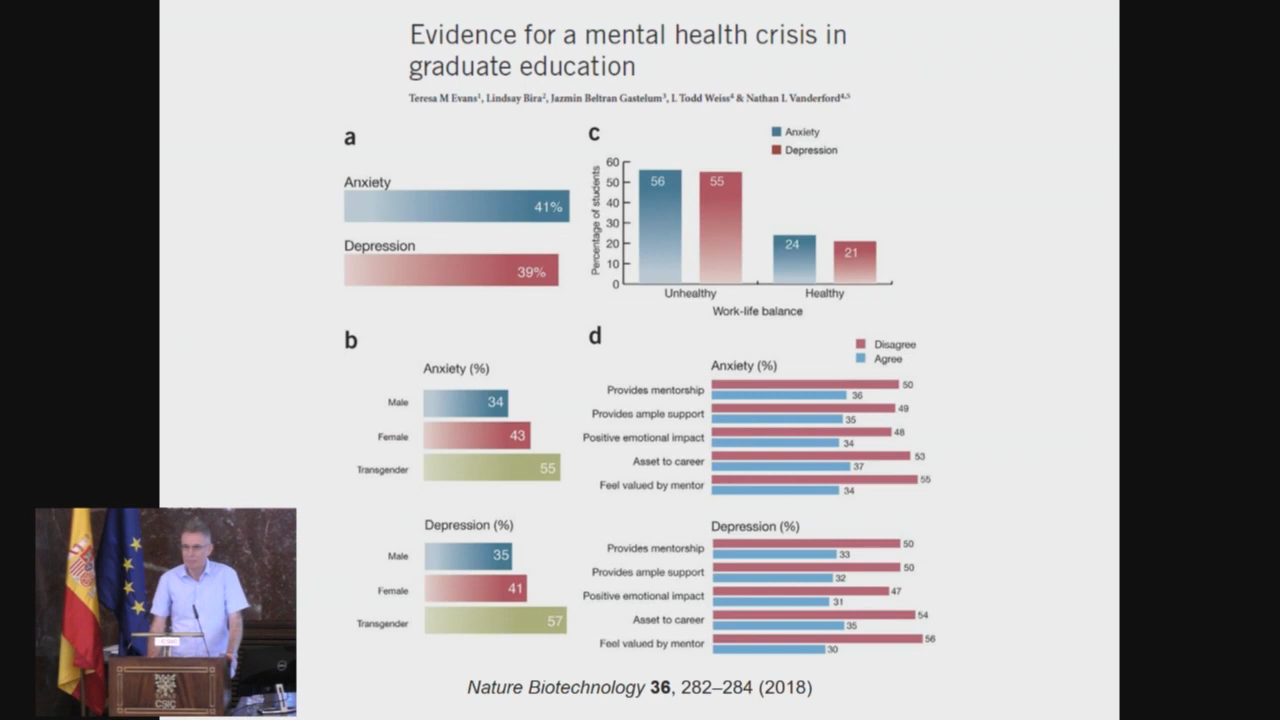 Evidence for a mental health crisis in
graduate education
Teresa M Evans¹, Lindsay Bira², Jazmin Beltran Gastelum³, L Todd Weiss⁴ & Nathan L Vanderford⁴,⁵
a
Anxiety
41%
Depression
39%
c
Anxiety
Depression
Percentage of students
60
50
40
30
20
10
0
56
55
24
21
Unhealthy
Healthy
Work-life balance
b
Anxiety (%)
Male
34
Female
43
Transgender
55
Depression (%)
Male
35
Female
41
Transgender
57
d
Disagree
Agree
Anxiety (%)
Provides mentorship
50
36
Provides ample support
49
35
Positive emotional impact
48
34
Asset to career
53
37
Feel valued by mentor
55
34
Depression (%)
Provides mentorship
50
33
Provides ample support
50
32
Positive emotional impact
47
31
Asset to career
54
35
Feel valued by mentor
56
30
Nature Biotechnology 36, 282–284 (2018)
CSIC